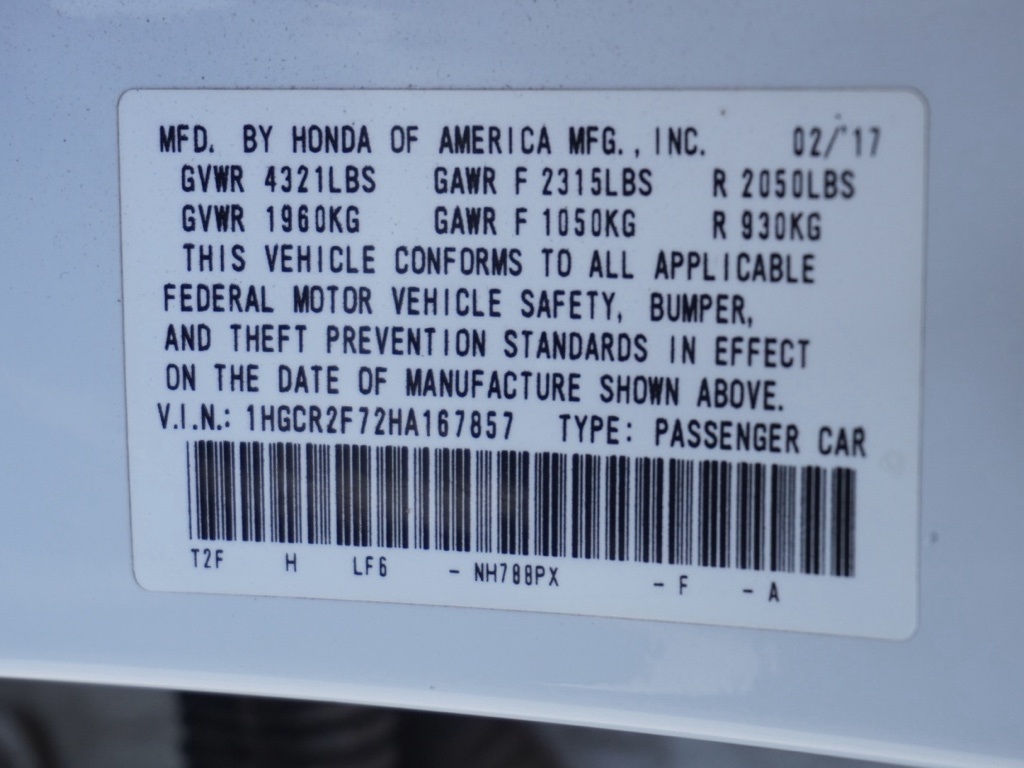 MFD. BY HONDA OF AMERICA MFG., INC. 02/'17
GVWR 4321LBS GAWR F 2315LBS R 2050LBS
GVWR 1960KG GAWR F 1050KG R 930KG
THIS VEHICLE CONFORMS TO ALL APPLICABLE
FEDERAL MOTOR VEHICLE SAFETY, BUMPER,
AND THEFT PREVENTION STANDARDS IN EFFECT
ON THE DATE OF MANUFACTURE SHOWN ABOVE.
V.I.N.: 1HGCR2F72HA167857 TYPE: PASSENGER CAR
T2F H LF6 - NH788PX - F - A